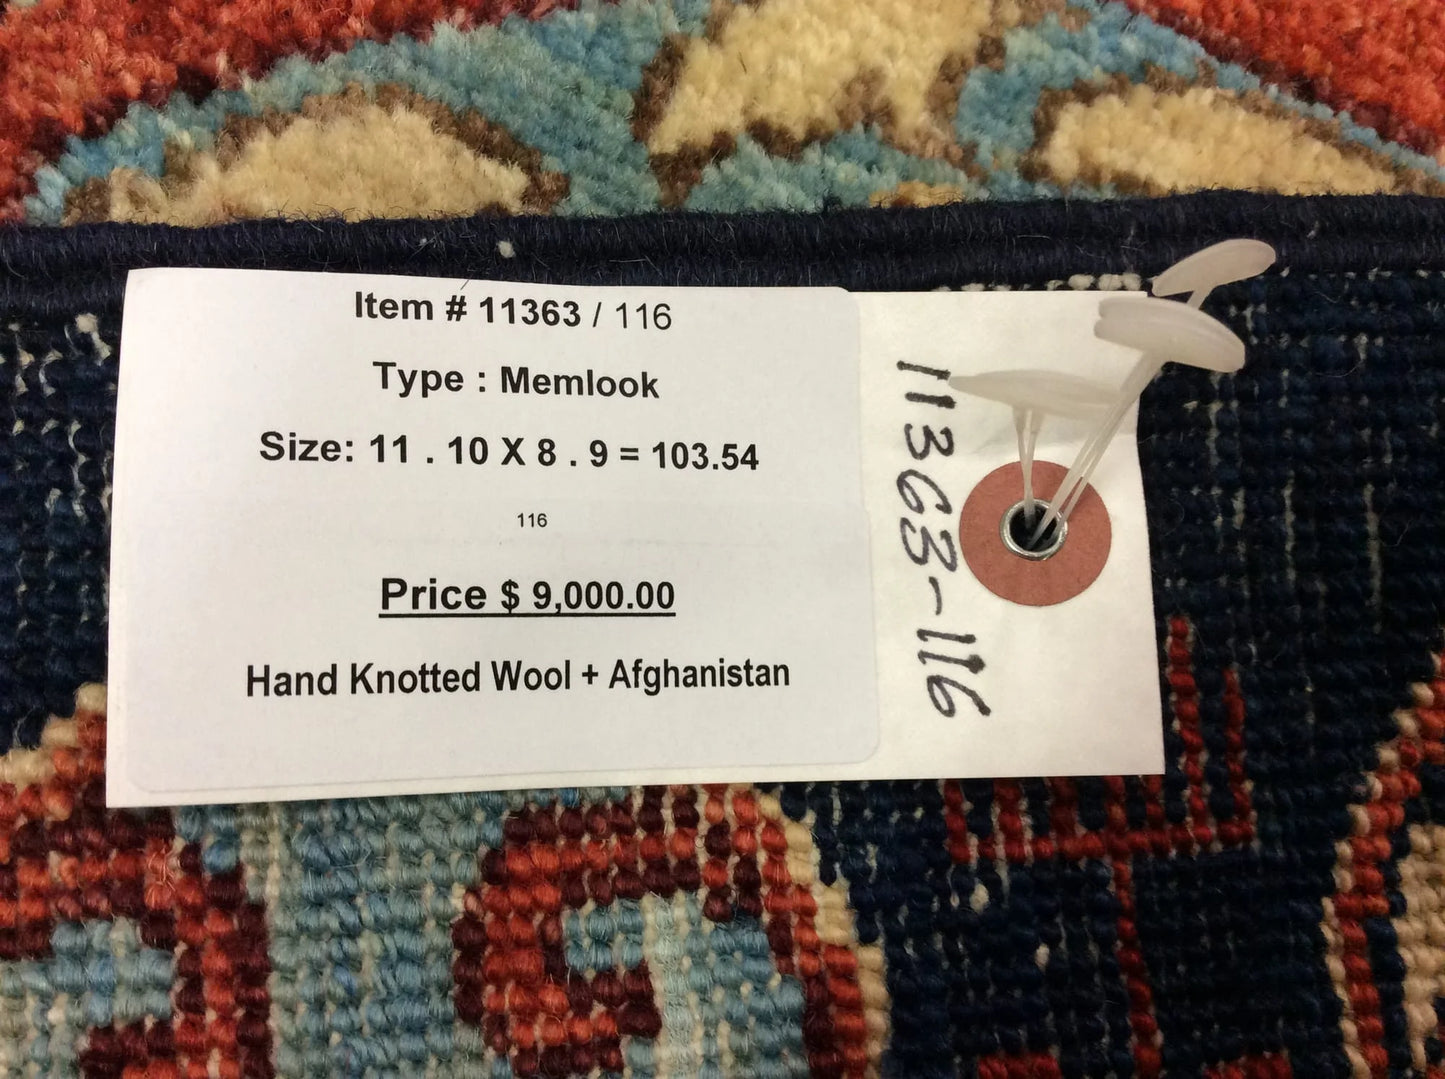 Item # 11363 / 116
Type : Memlook
Size: 11 . 10 X 8 . 9 = 103.54
116
Price $ 9,000.00
Hand Knotted Wool + Afghanistan
11363-116